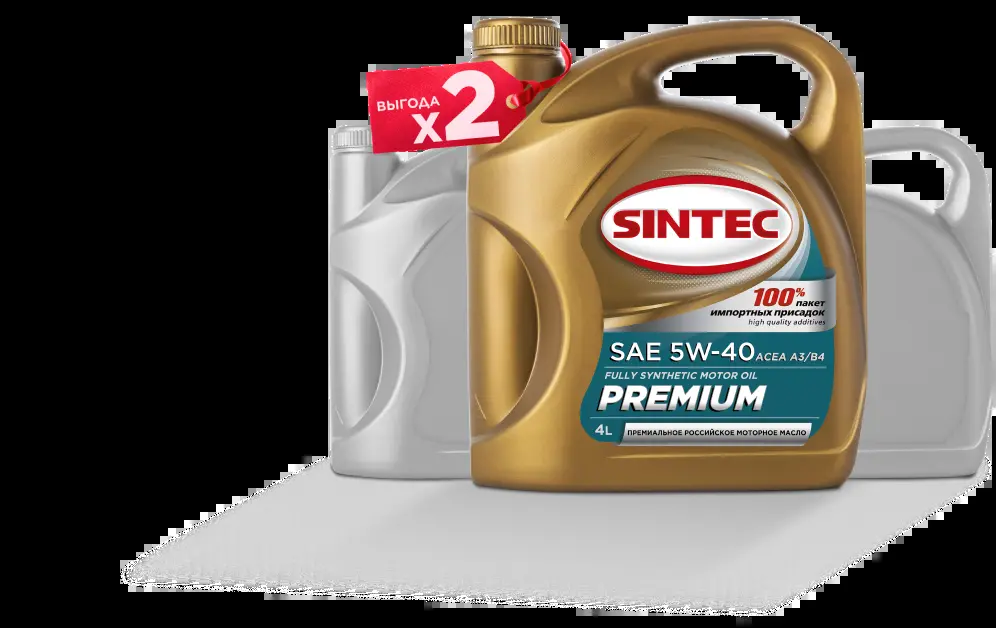 ВЫГОДА
x2
SINTEC
100% пакет
импортных присадок
high quality additives
SAE 5W-40 ACEA A3/B4
FULLY SYNTHETIC MOTOR OIL
PREMIUM
4L ПРЕМИАЛЬНОЕ РОССИЙСКОЕ МОТОРНОЕ МАСЛО